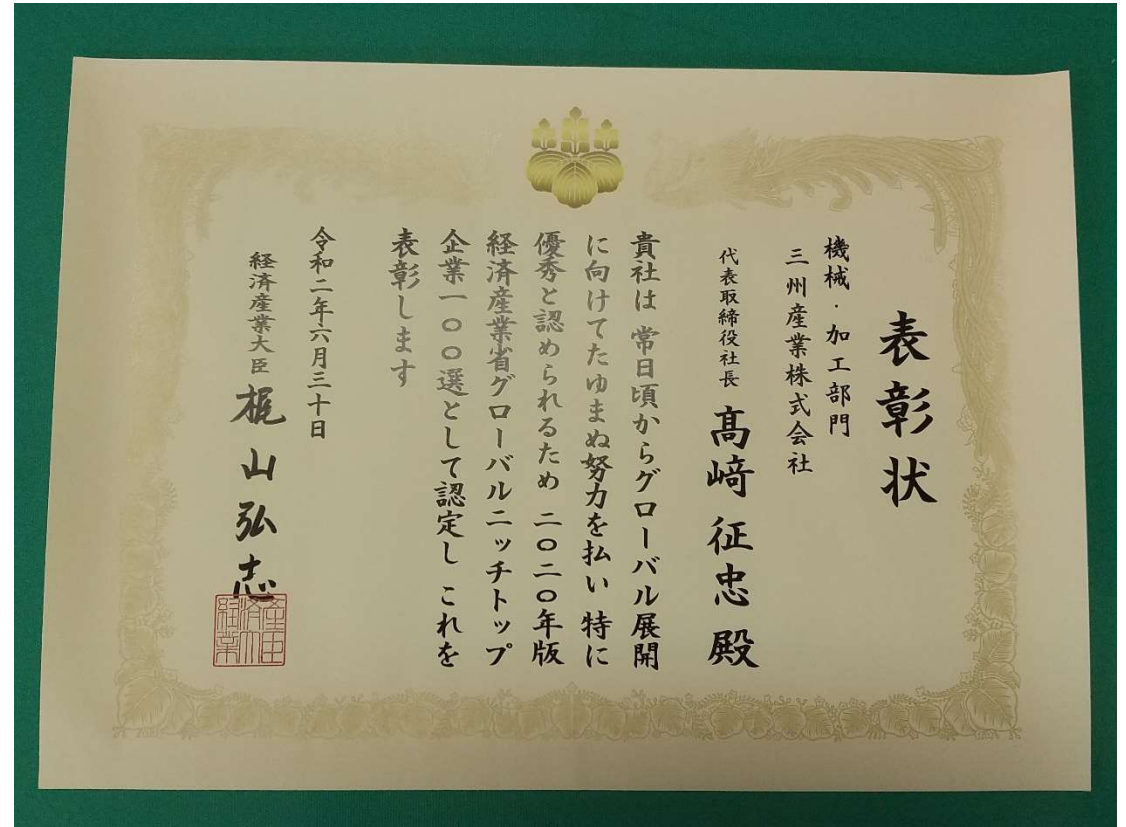 表彰状
機械・加工部門
三州産業株式会社
代表取締役社長 髙﨑 征忠 殿
貴社は 常日頃からグローバル展開
に向けてたゆまぬ努力を払い 特に
優秀と認められるため 二〇二〇年版
経済産業省グローバルニッチトップ
企業一〇〇選として認定し これを
表彰します
令和二年六月三十日
経済産業大臣 梶山弘志